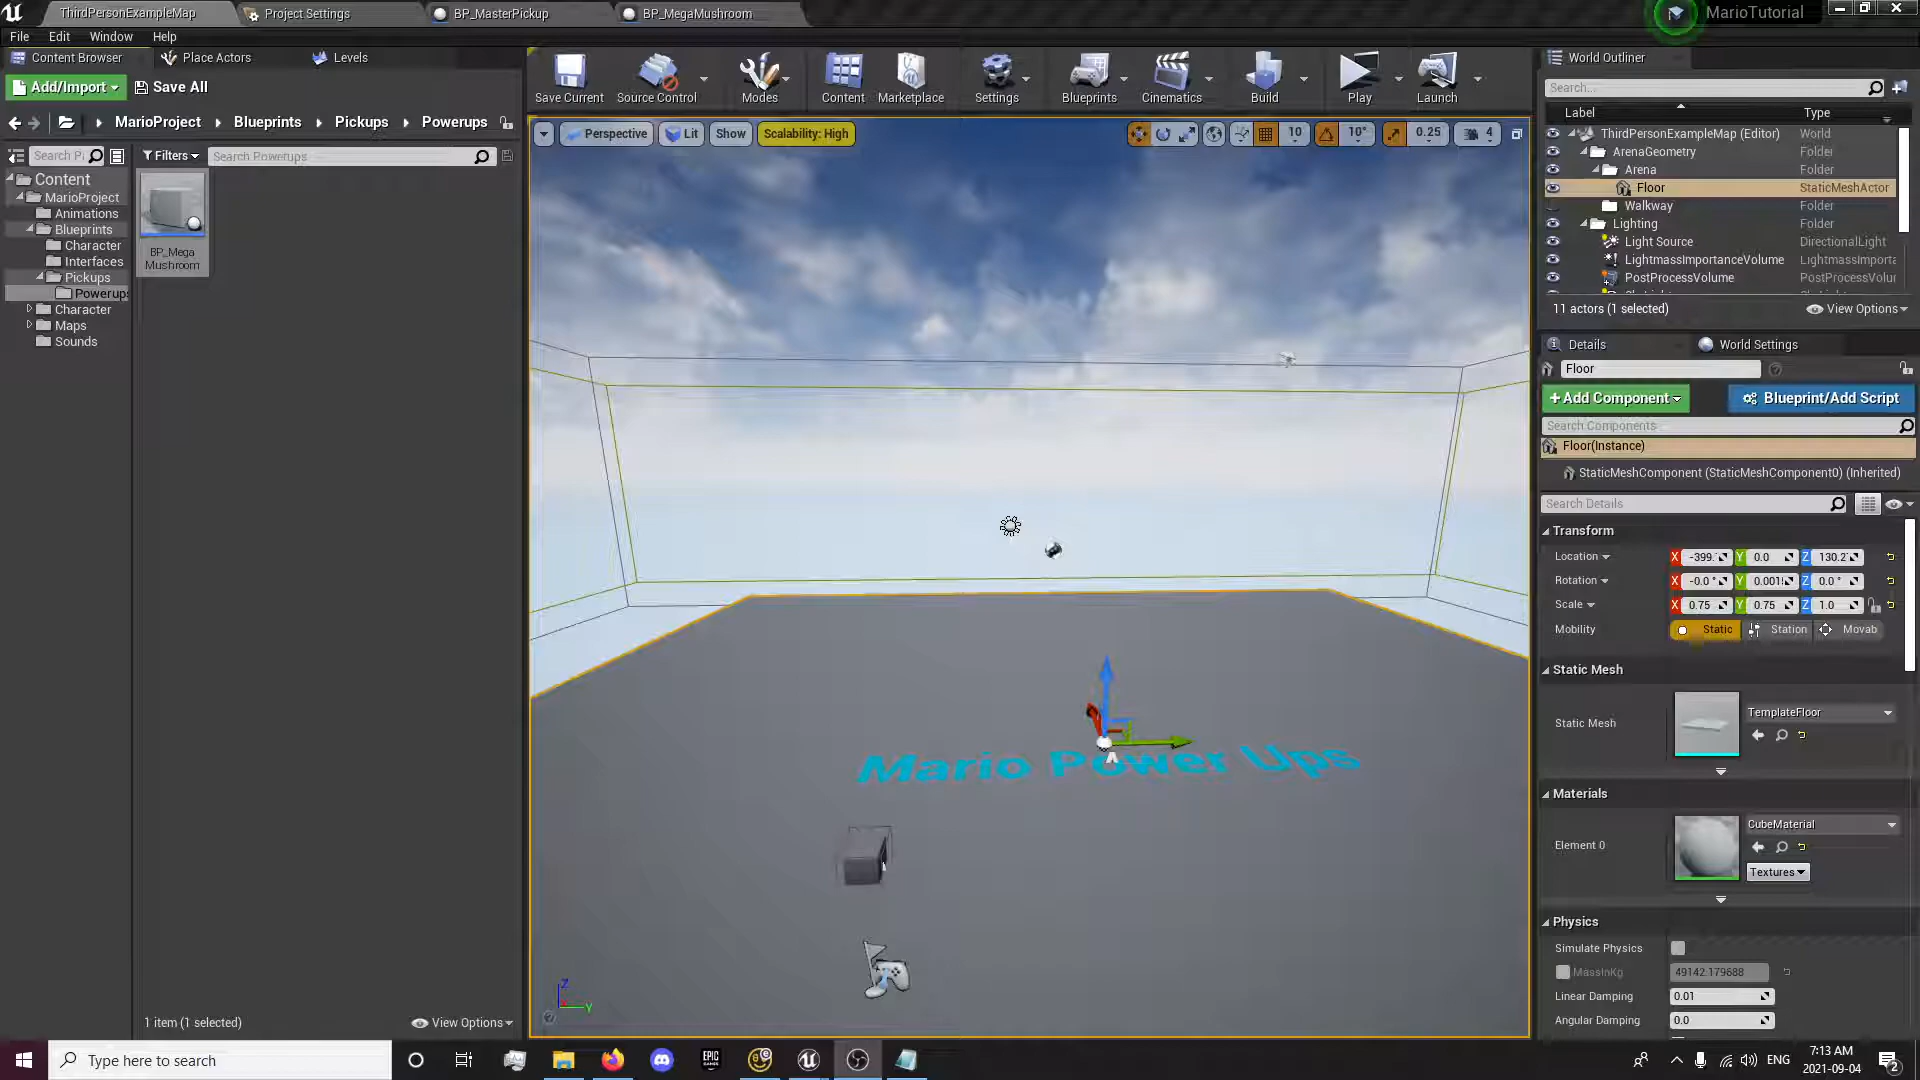 ThirdPersonExampleMap
Project Settings
BP_MasterPickup
BP_MegaMushroom
MarioTutorial
File Edit Window Help
Content Browser
Place Actors
Levels
Add/Import
Save All
MarioProject
Blueprints
Pickups
Powerups
Filters
Search Powerups
Content
MarioProject
Animations
Blueprints
Character
Interfaces
Pickups
Powerups
Character
Maps
Sounds
BP_Mega
Mushroom
1 item (1 selected)
View Options
Save Current
Source Control
Modes
Content
Marketplace
Settings
Blueprints
Cinematics
Build
Play
Launch
Perspective
Lit
Show
Scalability: High
10
10°
0.25
4
Mario Power Ups
World Outliner
Search...
Label Type
ThirdPersonExampleMap (Editor) World
ArenaGeometry Folder
Arena Folder
Floor StaticMeshActor
Walkway Folder
Lighting Folder
Light Source DirectionalLight
LightmassImportanceVolume LightmassImporta
PostProcessVolume PostProcessVolur
11 actors (1 selected)
View Options
Details
World Settings
Floor
+Add Component
Blueprint/Add Script
Search Components
Floor(Instance)
StaticMeshComponent (StaticMeshComponent0) (Inherited)
Search Details
Transform
Location X -399. Y 0.0 Z 130.2
Rotation X -0.0 ° Y 0.001 Z 0.0 °
Scale X 0.75 Y 0.75 Z 1.0
Mobility Static Station Movab
Static Mesh
Static Mesh
TemplateFloor
Materials
Element 0
CubeMaterial
Textures
Physics
Simulate Physics
MassInKg 49142.179688
Linear Damping 0.01
Angular Damping 0.0
Type here to search
EPIC
ENG
7:13 AM
2021-09-04
2